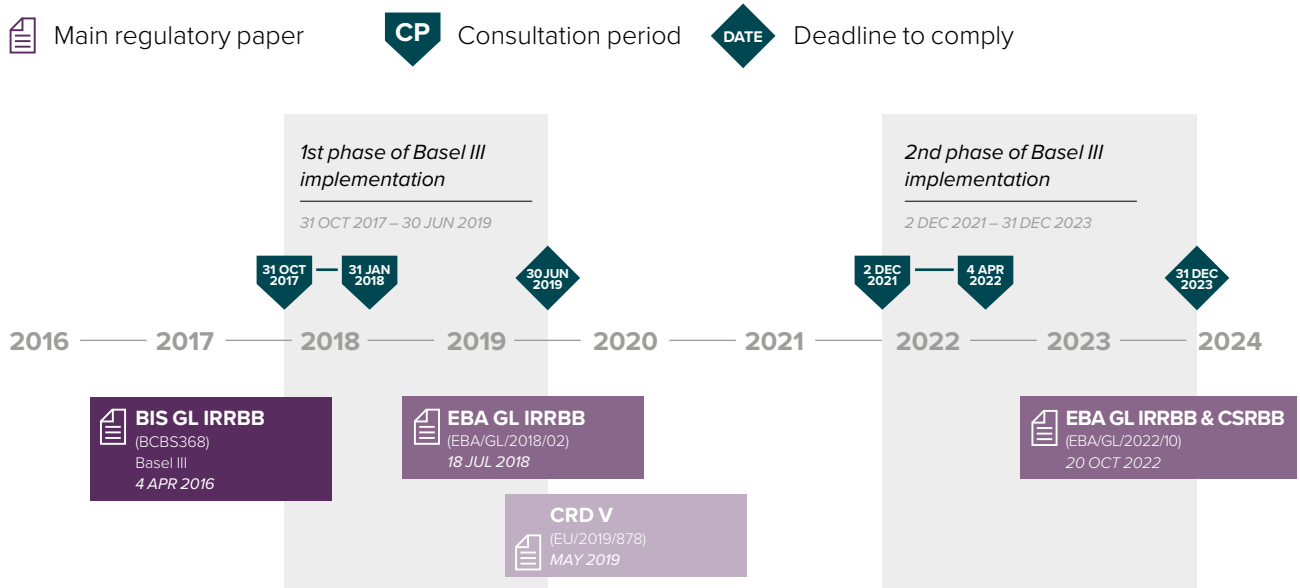 Main regulatory paper
CP
Consultation period
DATE
Deadline to comply
1st phase of Basel III
implementation
31 OCT 2017 – 30 JUN 2019
2nd phase of Basel III
implementation
2 DEC 2021 – 31 DEC 2023
31 OCT
2017
31 JAN
2018
30 JUN
2019
2 DEC
2021
4 APR
2022
31 DEC
2023
2016
2017
2018
2019
2020
2021
2022
2023
2024
BIS GL IRRBB
(BCBS368)
Basel III
4 APR 2016
EBA GL IRRBB
(EBA/GL/2018/02)
18 JUL 2018
CRD V
(EU/2019/878)
MAY 2019
EBA GL IRRBB & CSRBB
(EBA/GL/2022/10)
20 OCT 2022